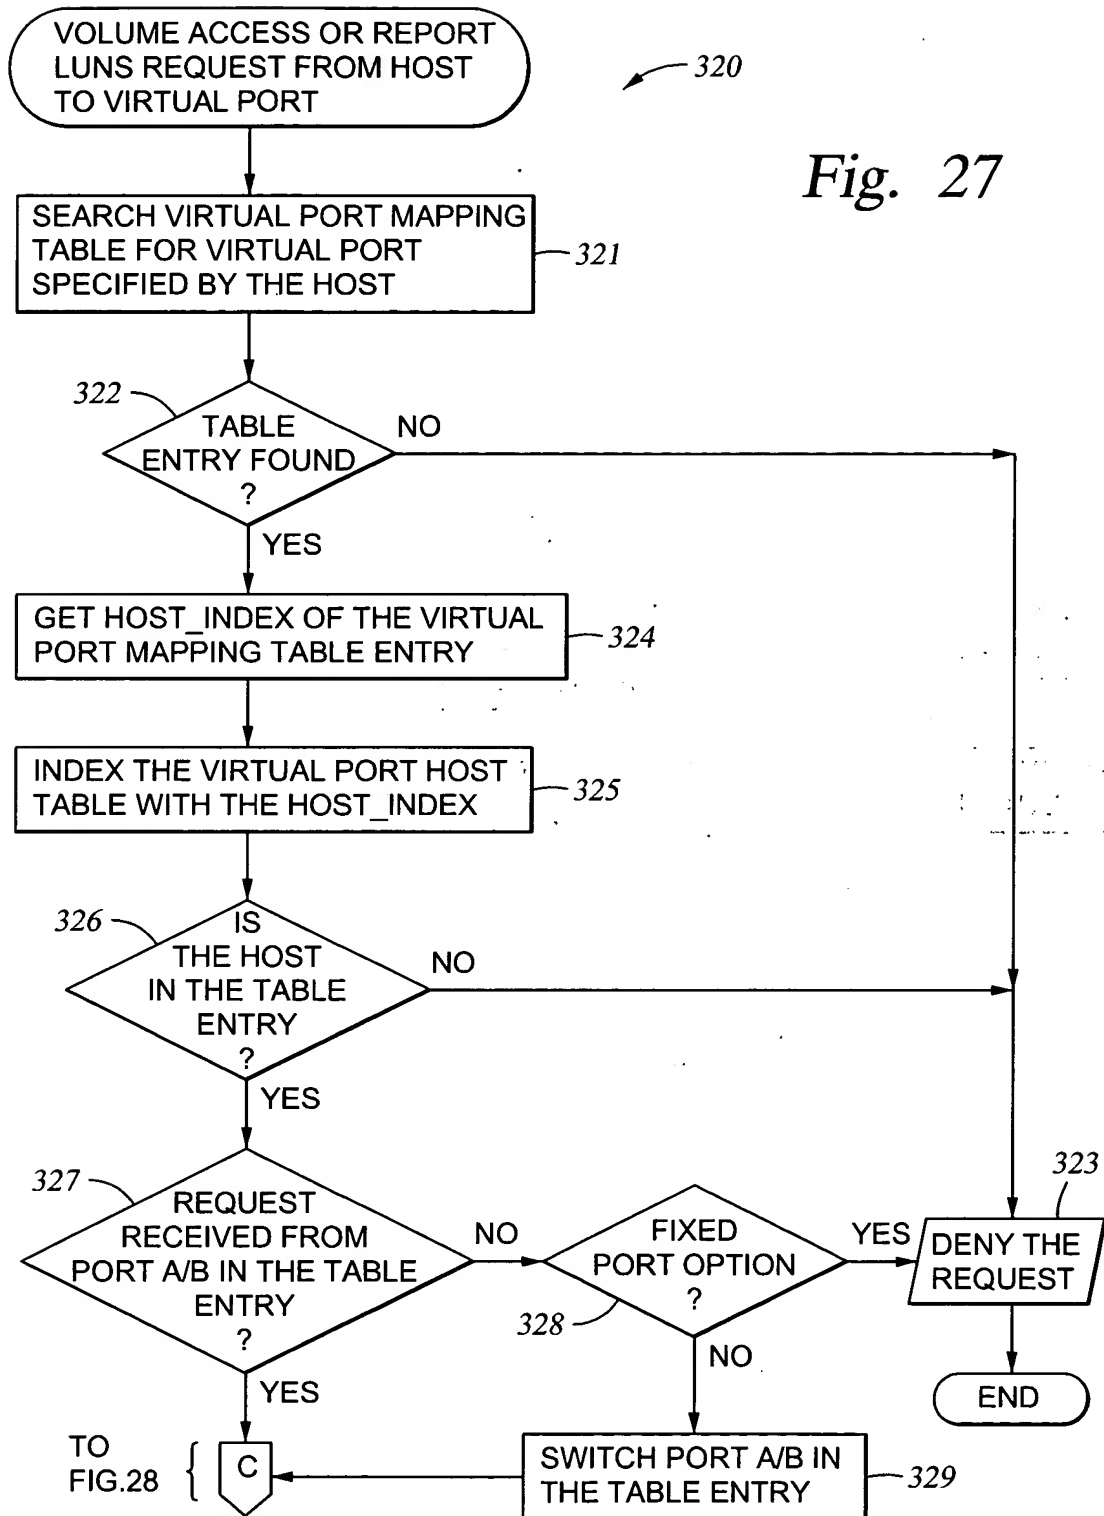 VOLUME ACCESS OR REPORT
LUNS REQUEST FROM HOST
TO VIRTUAL PORT
320
Fig. 27
SEARCH VIRTUAL PORT MAPPING
TABLE FOR VIRTUAL PORT
SPECIFIED BY THE HOST
321
322
TABLE
ENTRY FOUND
?
NO
YES
GET HOST_INDEX OF THE VIRTUAL
PORT MAPPING TABLE ENTRY
324
INDEX THE VIRTUAL PORT HOST
TABLE WITH THE HOST_INDEX
325
326
IS
THE HOST
IN THE TABLE
ENTRY
?
NO
YES
327
REQUEST
RECEIVED FROM
PORT A/B IN THE TABLE
ENTRY
?
NO
YES
FIXED
PORT OPTION
?
328
YES
NO
323
DENY THE
REQUEST
END
TO
FIG.28
C
SWITCH PORT A/B IN
THE TABLE ENTRY
329